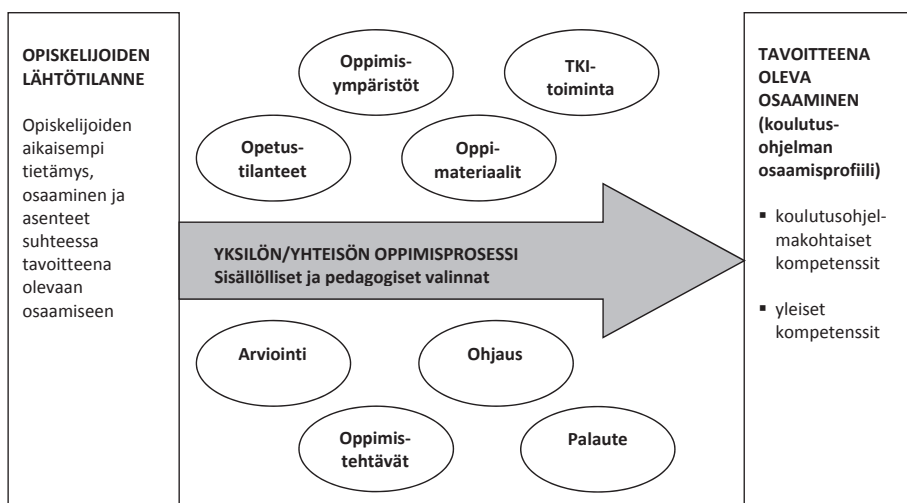 OPISKELIJOIDEN
LÄHTÖTILANNE
Opiskelijoiden
aikaisempi
tietämys,
osaaminen ja
asenteet
suhteessa
tavoitteena
olevaan
osaamiseen
Oppimis-
ympäristöt
TKI-
toiminta
Opetus-
tilanteet
Oppi-
materiaalit
YKSILÖN/YHTEISÖN OPPIMISPROSESSI
Sisällölliset ja pedagogiset valinnat
Arviointi
Ohjaus
Oppimis-
tehtävät
Palaute
TAVOITTEENA
OLEVA
OSAAMINEN
(koulutus-
ohjelman
osaamisprofiili)
▪ koulutusohjel-
makohtaiset
kompetenssit
▪ yleiset
kompetenssit